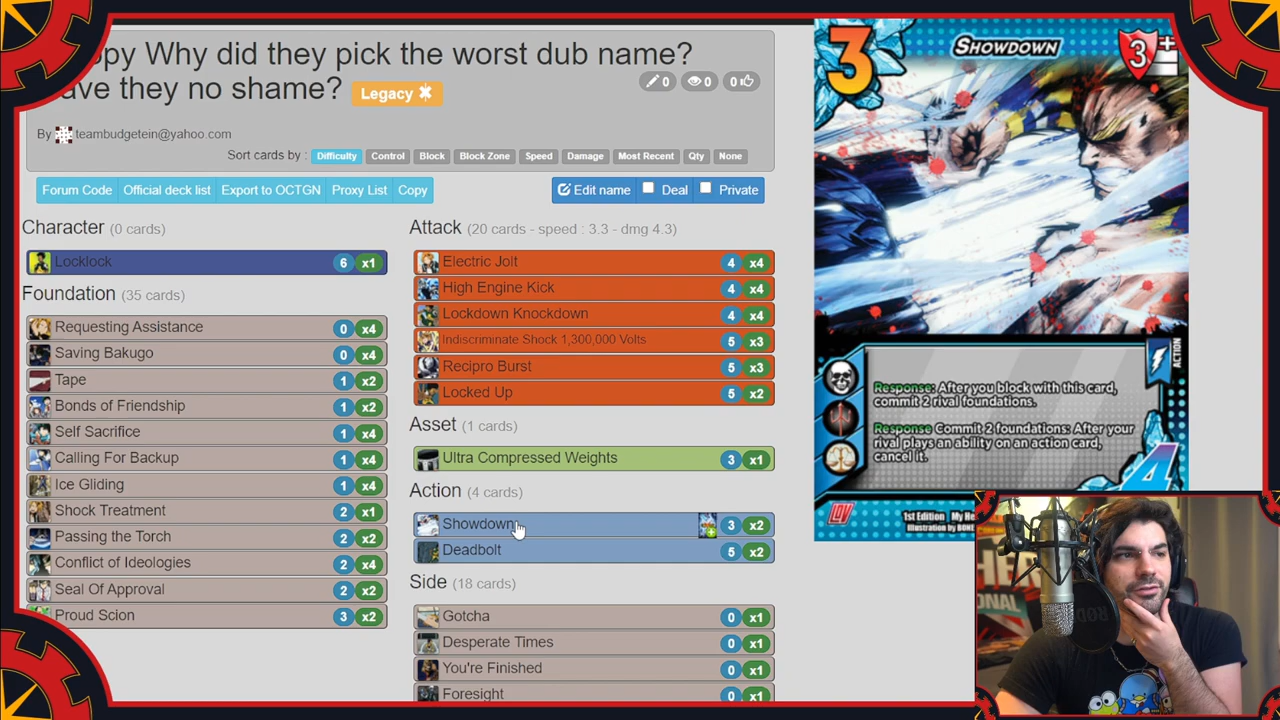 ppy Why did they pick the worst dub name?
ave they no shame? Legacy
0 0 0
By teambudgetein@yahoo.com
Sort cards by : Difficulty Control Block Block Zone Speed Damage Most Recent Qty None
Forum Code Official deck list Export to OCTGN Proxy List Copy Edit name Deal Private
Character (0 cards)
Locklock 6 x1
Foundation (35 cards)
Requesting Assistance 0 x4
Saving Bakugo 0 x4
Tape 1 x2
Bonds of Friendship 1 x2
Self Sacrifice 1 x4
Calling For Backup 1 x4
Ice Gliding 1 x4
Shock Treatment 2 x1
Passing the Torch 2 x2
Conflict of Ideologies 2 x4
Seal Of Approval 2 x2
Proud Scion 3 x2
Attack (20 cards - speed : 3.3 - dmg 4.3)
Electric Jolt 4 x4
High Engine Kick 4 x4
Lockdown Knockdown 4 x4
Indiscriminate Shock 1,300,000 Volts 5 x3
Recipro Burst 5 x3
Locked Up 5 x2
Asset (1 cards)
Ultra Compressed Weights 3 x1
Action (4 cards)
Showdown 3 x2
Deadbolt 5 x2
Side (18 cards)
Gotcha 0 x1
Desperate Times 0 x1
You're Finished 0 x1
Foresight 0 x1
3 Showdown 3
ACTION
Response: After you block with this card,
commit 2 rival foundations.
Response Commit 2 foundations: After your
rival plays an ability on an action card,
cancel it.
4
1st Edition My He
Illustration by BONE